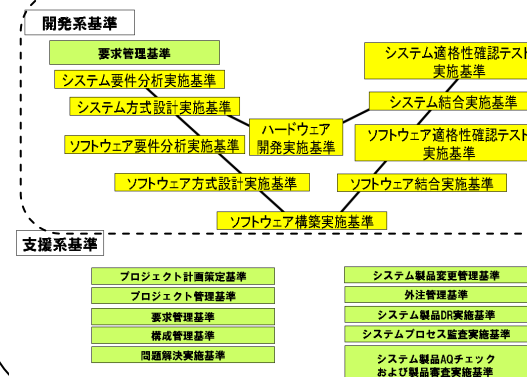 開発系基準
要求管理基準
システム要件分析実施基準
システム方式設計実施基準
ソフトウェア要件分析実施基準
ソフトウェア方式設計実施基準
ソフトウェア構築実施基準
ハードウェア
開発実施基準
システム適格性確認テスト
実施基準
システム結合実施基準
ソフトウェア適格性確認テスト
実施基準
ソフトウェア結合実施基準
支援系基準
プロジェクト計画策定基準
プロジェクト管理基準
要求管理基準
構成管理基準
問題解決実施基準
システム製品変更管理基準
外注管理基準
システム製品DR実施基準
システムプロセス監査実施基準
システム製品AQチェック
および製品審査実施基準